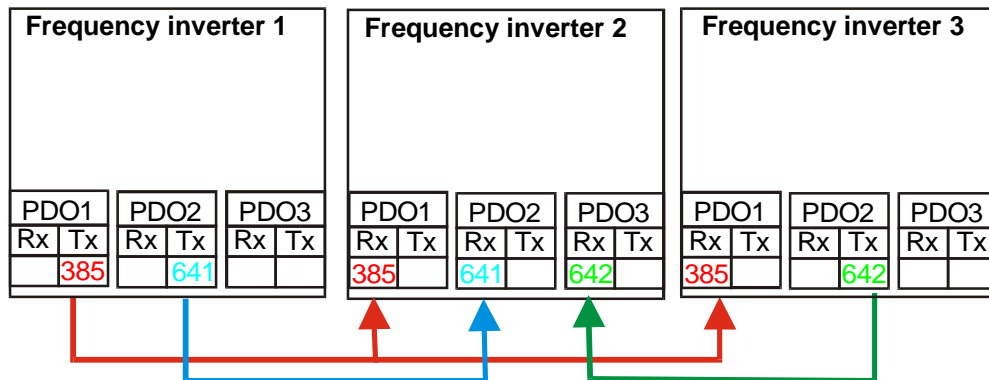 Frequency inverter 1 Frequency inverter 2 Frequency inverter 3
PDO1 PDO2 PDO3 PDO1 PDO2 PDO3 PDO1 PDO2 PDO3
Rx Tx Rx Tx Rx Tx Rx Tx Rx Tx Rx Tx Rx Tx Rx Tx Rx Tx
385 641 385 641 642 385 642